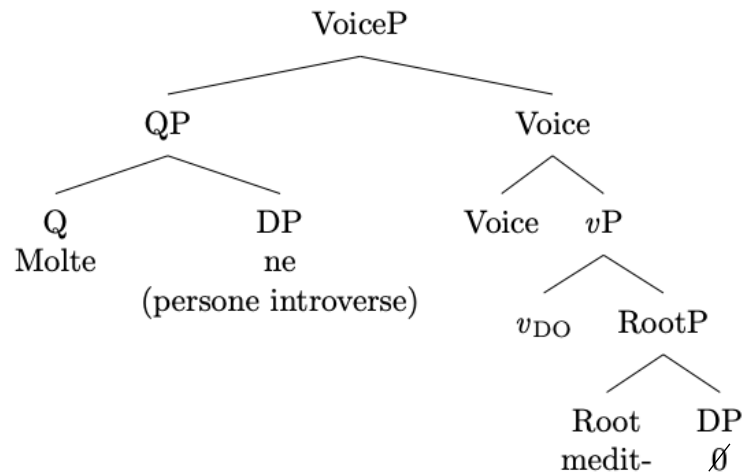 VoiceP
QP Voice
Q DP Voice vP
Molte ne
(persone introverse)
vDO RootP
Root DP
medit- ∅